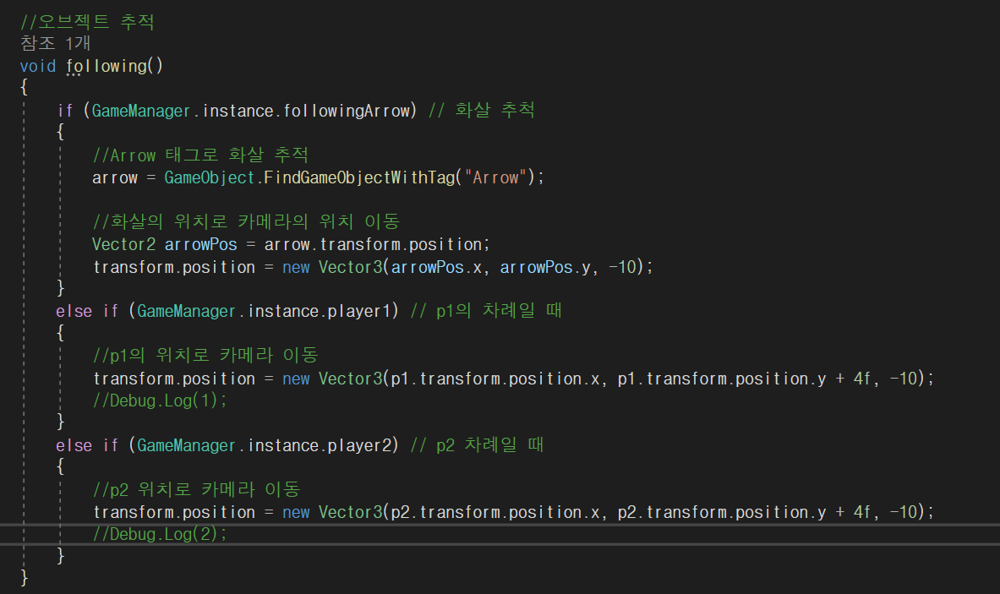 //오브젝트 추적
참조 1개
void following()
{
if (GameManager.instance.followingArrow) // 화살 추척
{
//Arrow 태그로 화살 추적
arrow = GameObject.FindGameObjectWithTag("Arrow");
//화살의 위치로 카메라의 위치 이동
Vector2 arrowPos = arrow.transform.position;
transform.position = new Vector3(arrowPos.x, arrowPos.y, -10);
}
else if (GameManager.instance.player1) // p1의 차례일 때
{
//p1의 위치로 카메라 이동
transform.position = new Vector3(p1.transform.position.x, p1.transform.position.y + 4f, -10);
//Debug.Log(1);
}
else if (GameManager.instance.player2) // p2 차례일 때
{
//p2 위치로 카메라 이동
transform.position = new Vector3(p2.transform.position.x, p2.transform.position.y + 4f, -10);
//Debug.Log(2);
}
}